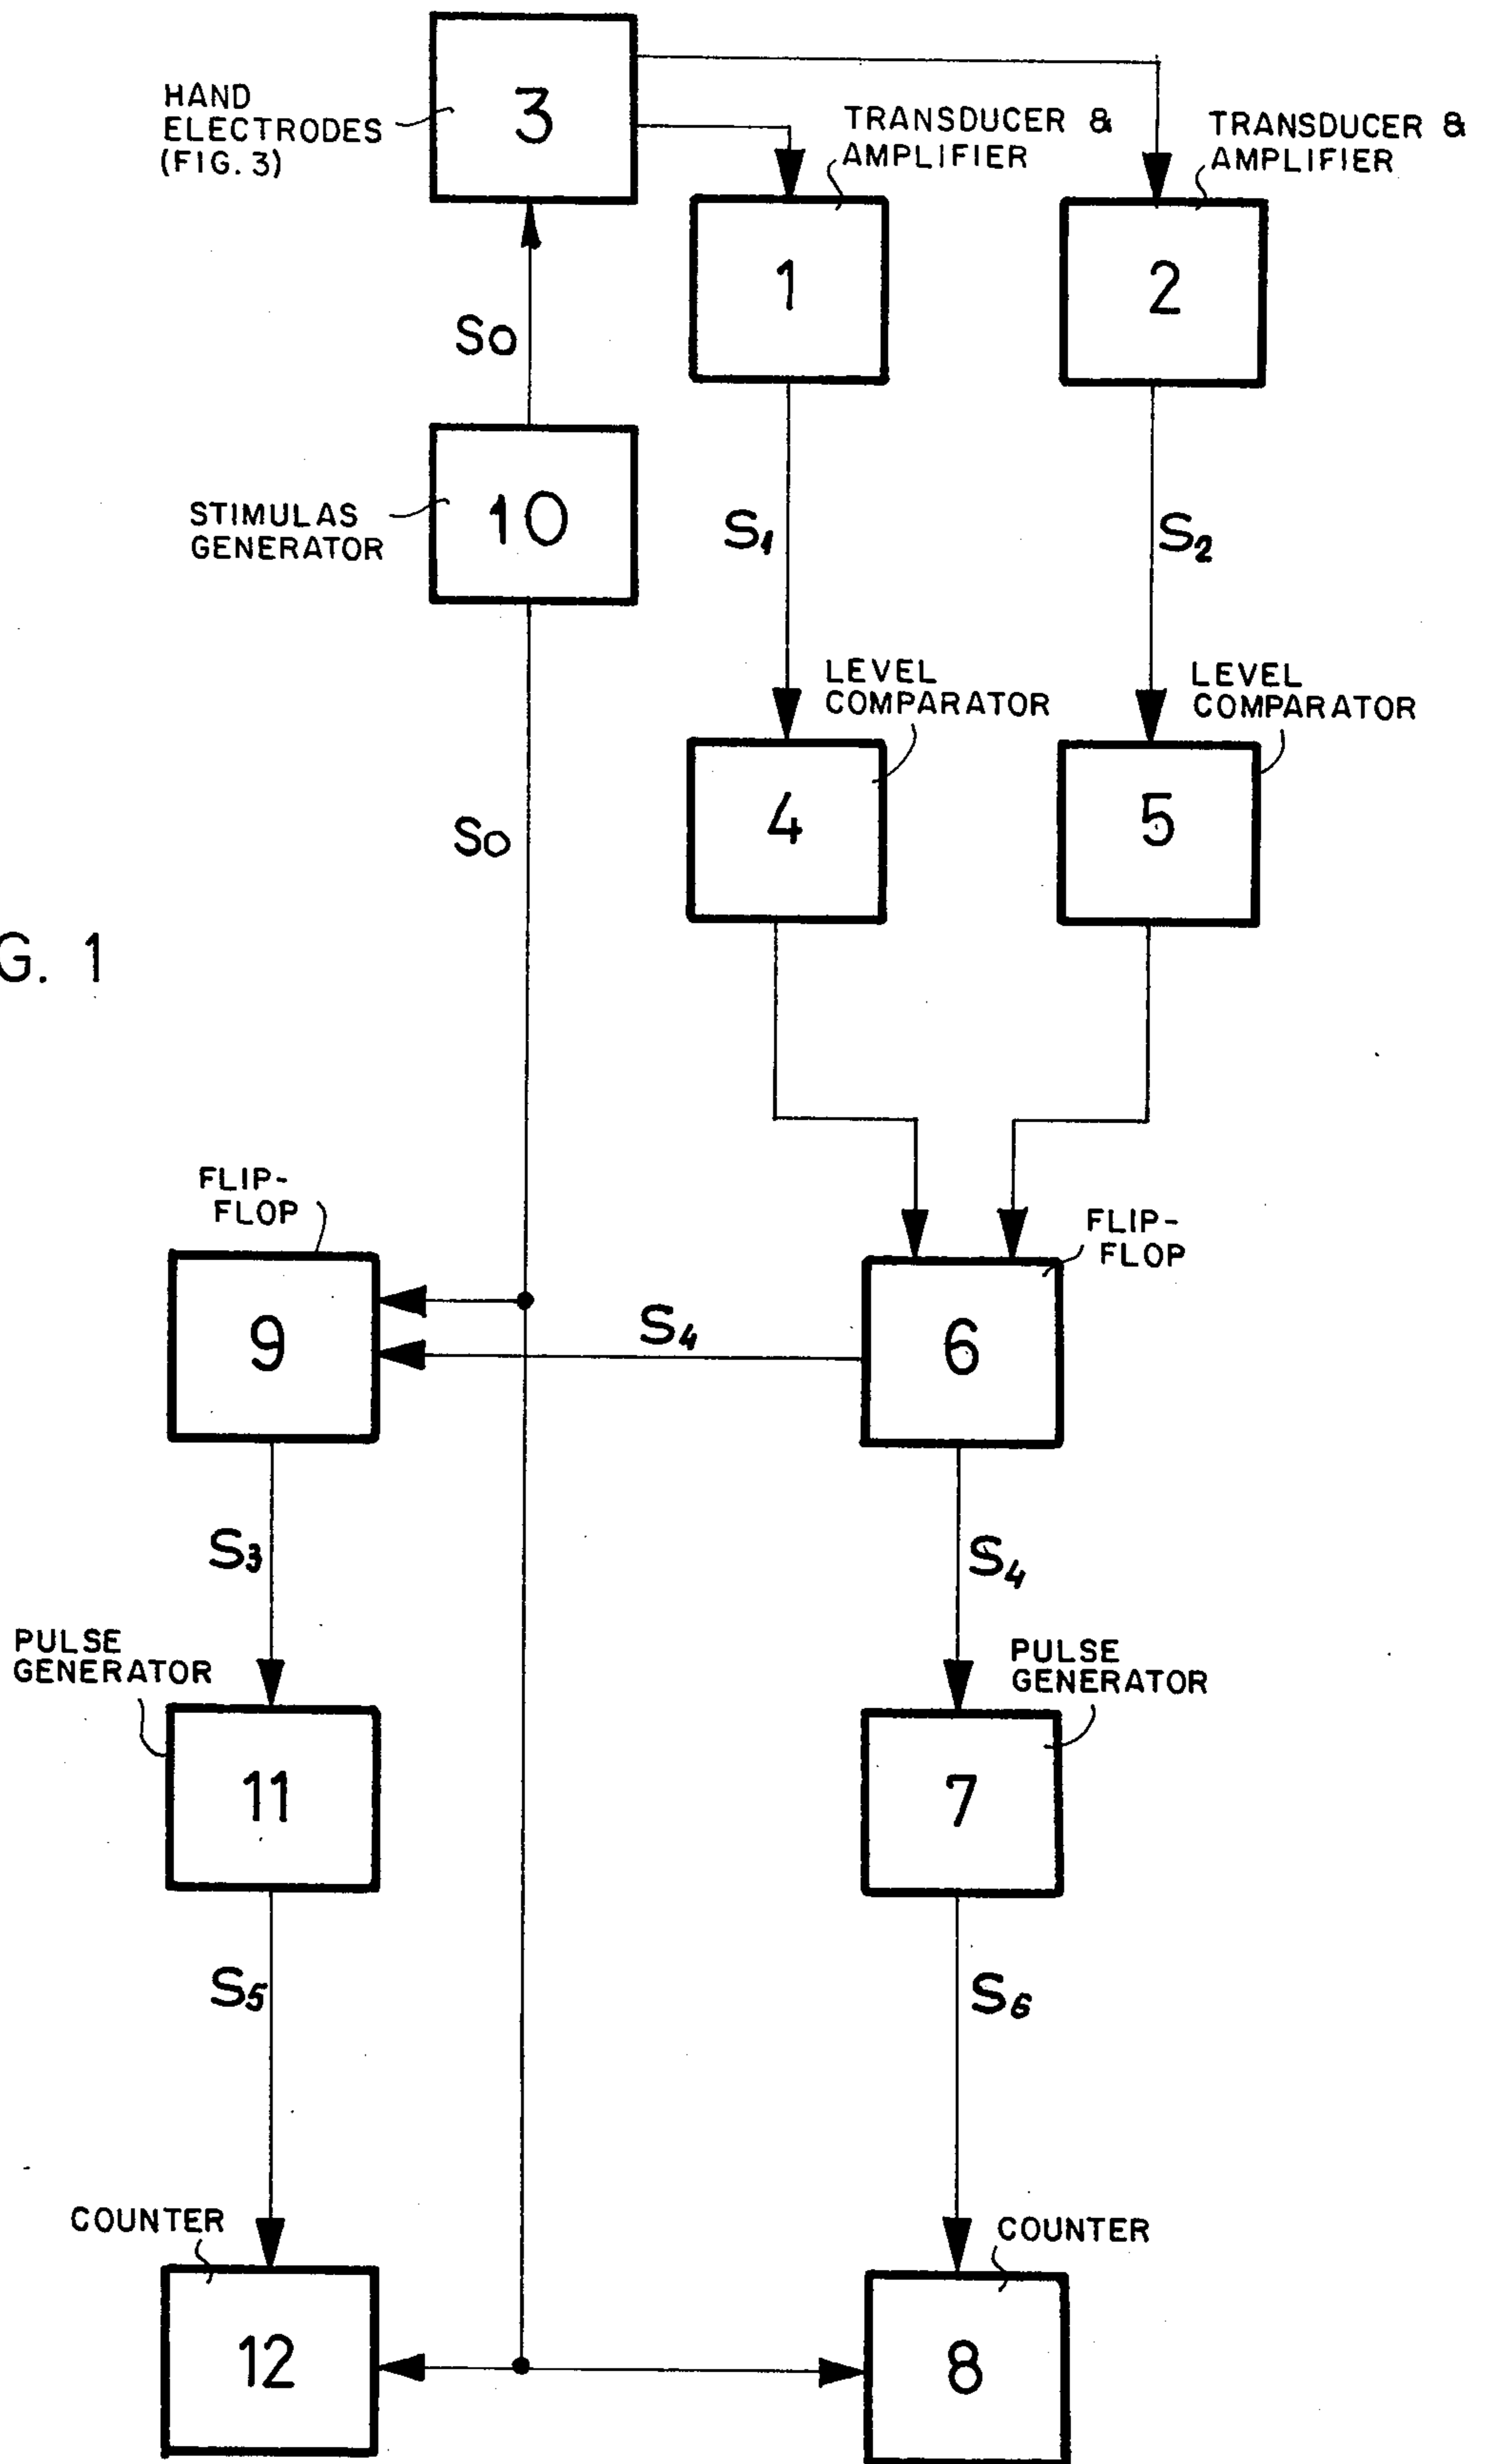 3
HAND
ELECTRODES
(FIG. 3)
TRANSDUCER &
AMPLIFIER
TRANSDUCER &
AMPLIFIER
1
2
So
STIMULAS
GENERATOR
10
S1
S2
LEVEL
COMPARATOR
LEVEL
COMPARATOR
4
5
So
G. 1
FLIP-
FLOP
FLIP-
FLOP
9
S4
6
S3
S4
PULSE
GENERATOR
PULSE
GENERATOR
11
7
S5
S6
COUNTER
COUNTER
12
8